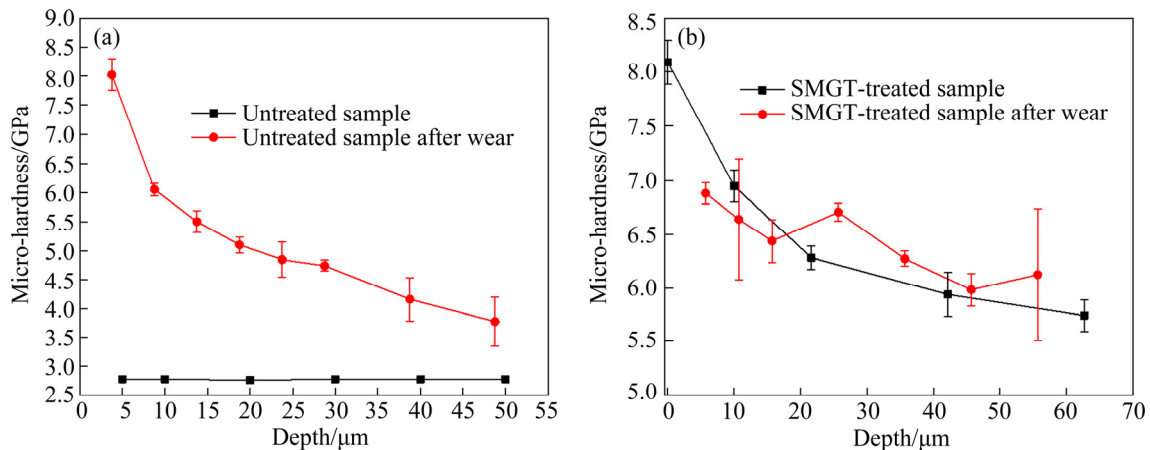 (a)
Untreated sample
Untreated sample after wear
Micro-hardness/GPa
9.0
8.5
8.0
7.5
7.0
6.5
6.0
5.5
5.0
4.5
4.0
3.5
3.0
2.5
0 5 10 15 20 25 30 35 40 45 50 55
Depth/μm
(b)
SMGT-treated sample
SMGT-treated sample after wear
Micro-hardness/GPa
8.5
8.0
7.5
7.0
6.5
6.0
5.5
5.0
0 10 20 30 40 50 60 70
Depth/μm